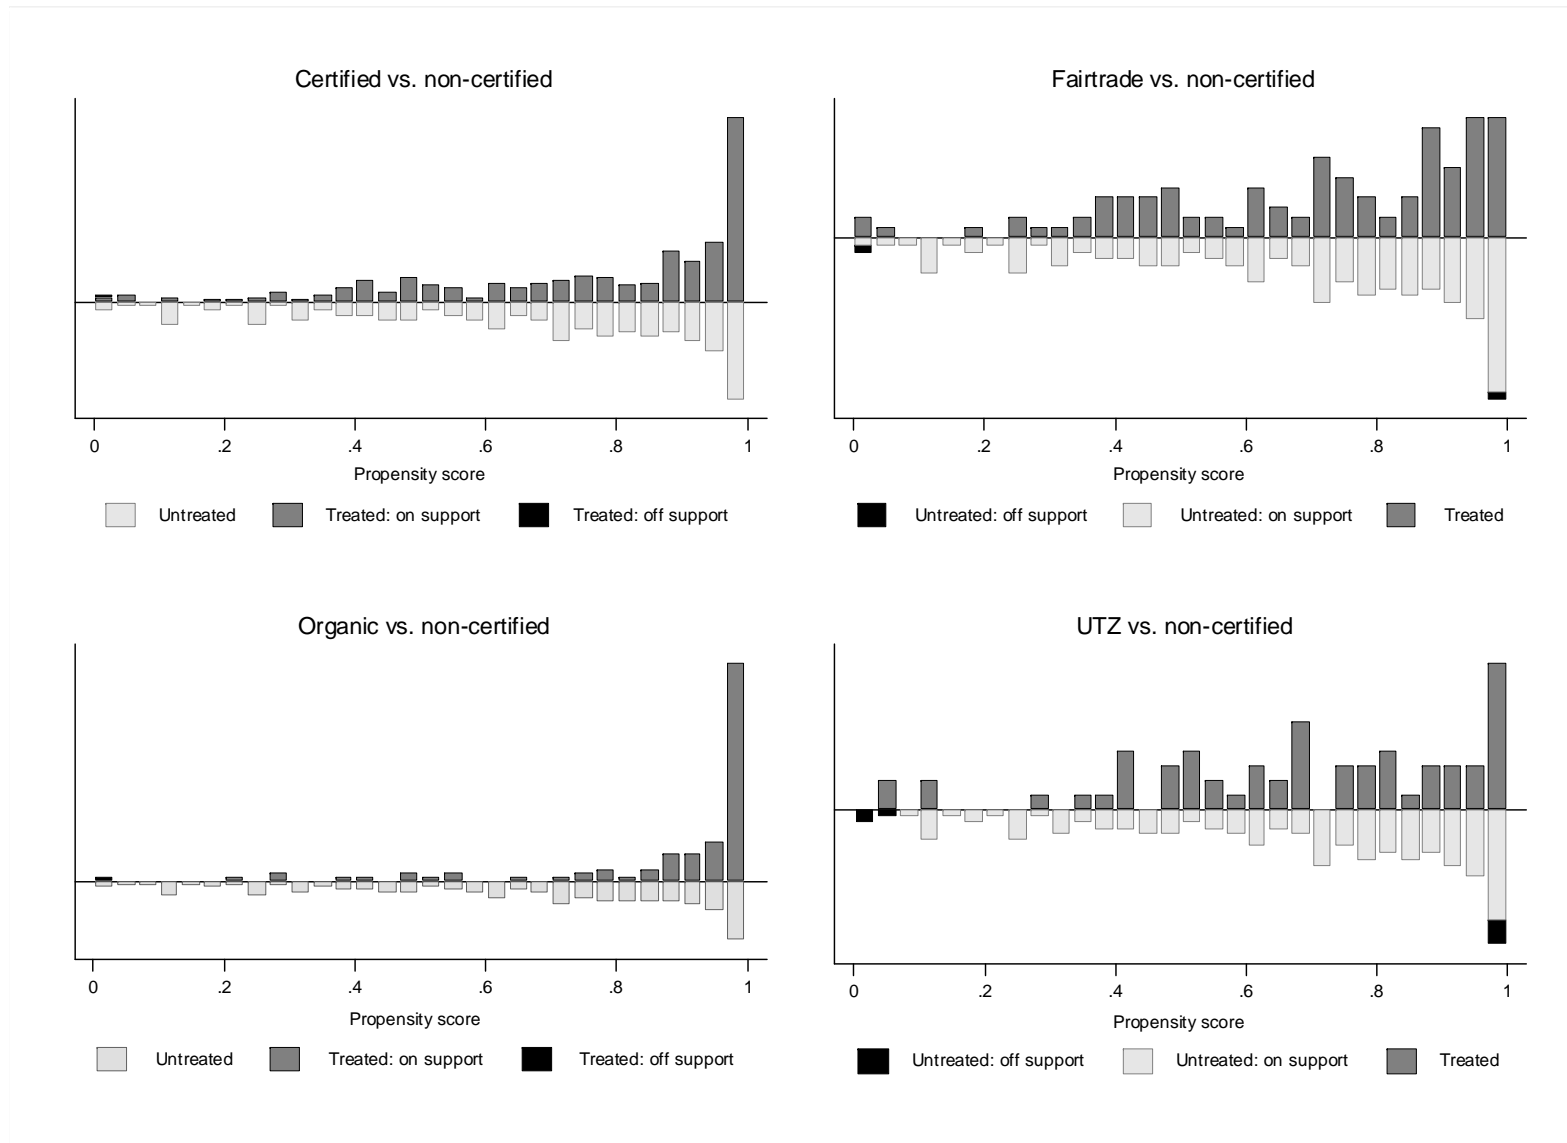 Certified vs. non-certified
0 .2 .4 .6 .8 1
Propensity score
Untreated Treated: on support Treated: off support
Fairtrade vs. non-certified
0 .2 .4 .6 .8 1
Propensity score
Untreated: off support Untreated: on support Treated
Organic vs. non-certified
0 .2 .4 .6 .8 1
Propensity score
Untreated Treated: on support Treated: off support
UTZ vs. non-certified
0 .2 .4 .6 .8 1
Propensity score
Untreated: off support Untreated: on support Treated